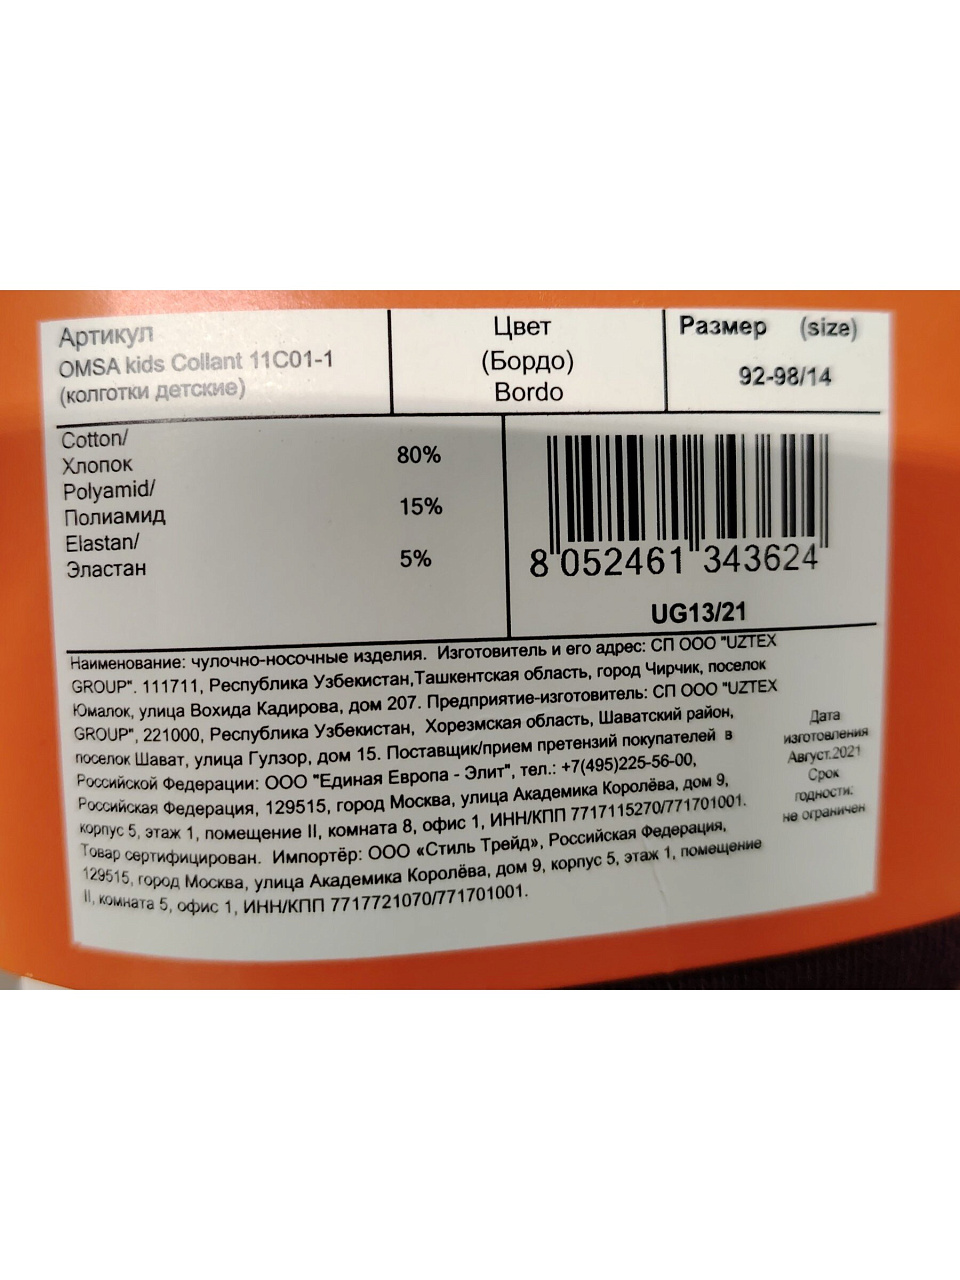 Артикул
OMSA kids Collant 11C01-1
(колготки детские)
Цвет
(Бордо)
Bordo
Размер (size)
92-98/14
Cotton/
Хлопок 80%
Polyamid/
Полиамид 15%
Elastan/
Эластан 5%
8 052461 343624
UG13/21
Наименование: чулочно-носочные изделия. Изготовитель и его адрес: СП ООО "UZTEX
GROUP". 111711, Республика Узбекистан,Ташкентская область, город Чирчик, поселок
Юмалок, улица Вохида Кадирова, дом 207. Предприятие-изготовитель: СП ООО "UZTEX
GROUP", 221000, Республика Узбекистан, Хорезмская область, Шаватский район,
поселок Шават, улица Гулзор, дом 15. Поставщик/прием претензий покупателей в
Российской Федерации: ООО "Единая Европа - Элит", тел.: +7(495)225-56-00,
Российская Федерация, 129515, город Москва, улица Академика Королёва, дом 9,
корпус 5, этаж 1, помещение II, комната 8, офис 1, ИНН/КПП 7717115270/771701001.
Товар сертифицирован. Импортёр: ООО «Стиль Трейд», Российская Федерация,
129515, город Москва, улица Академика Королёва, дом 9, корпус 5, этаж 1, помещение
II, комната 5, офис 1, ИНН/КПП 7717721070/771701001.
Дата
изготовления
Август.2021
Срок
годности:
не ограничен